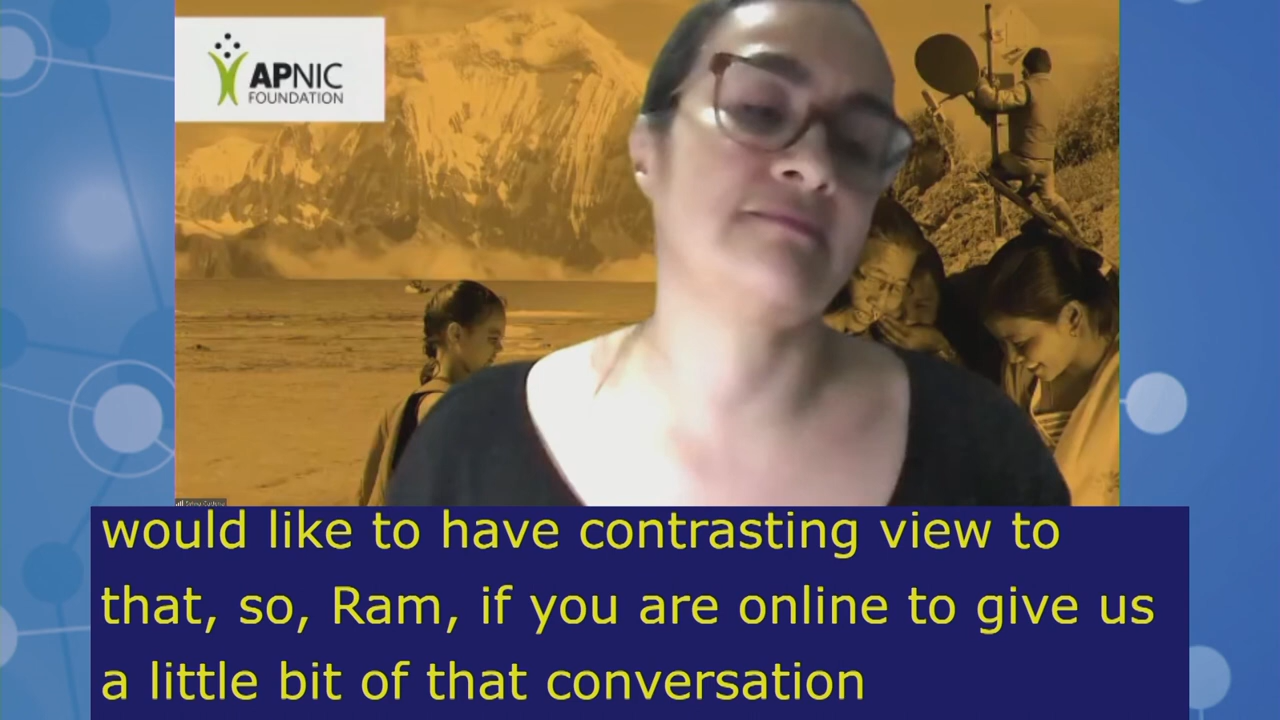 APNIC
FOUNDATION
would like to have contrasting view to
that, so, Ram, if you are online to give us
a little bit of that conversation